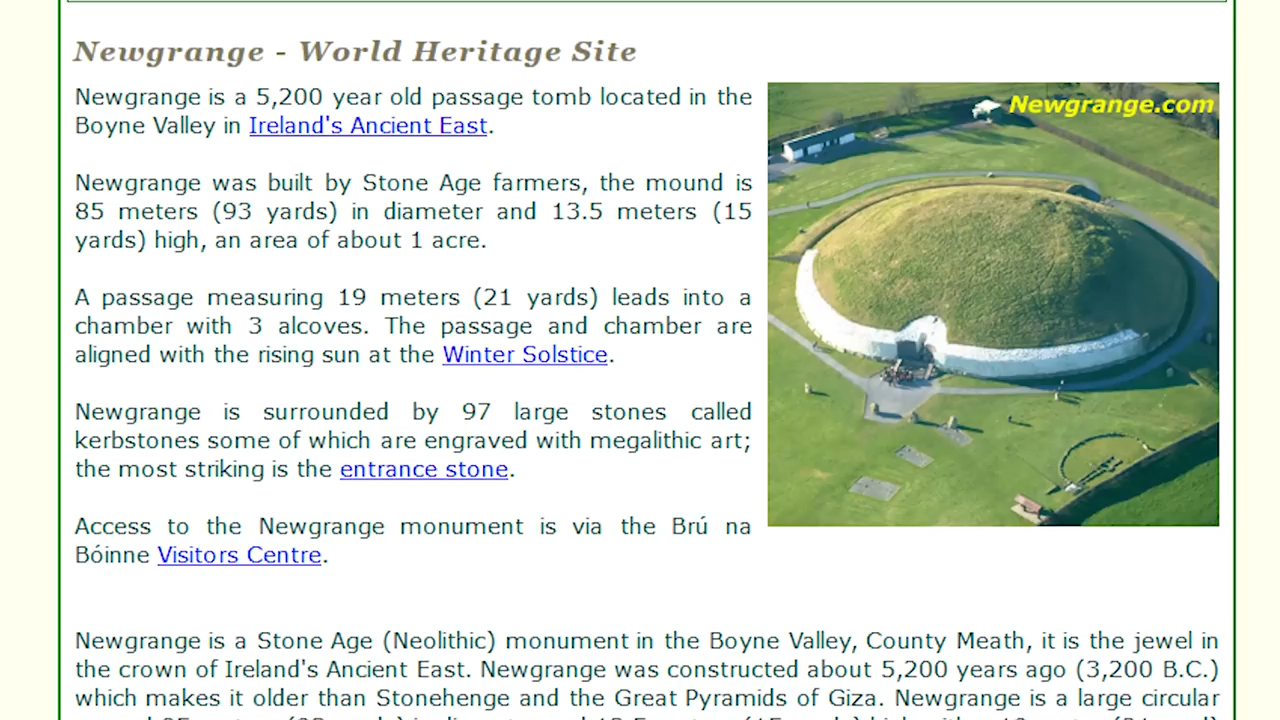 Newgrange - World Heritage Site
Newgrange is a 5,200 year old passage tomb located in the
Boyne Valley in Ireland's Ancient East.
Newgrange.com
Newgrange was built by Stone Age farmers, the mound is
85 meters (93 yards) in diameter and 13.5 meters (15
yards) high, an area of about 1 acre.
A passage measuring 19 meters (21 yards) leads into a
chamber with 3 alcoves. The passage and chamber are
aligned with the rising sun at the Winter Solstice.
Newgrange is surrounded by 97 large stones called
kerbstones some of which are engraved with megalithic art;
the most striking is the entrance stone.
Access to the Newgrange monument is via the Brú na
Bóinne Visitors Centre.
Newgrange is a Stone Age (Neolithic) monument in the Boyne Valley, County Meath, it is the jewel in
the crown of Ireland's Ancient East. Newgrange was constructed about 5,200 years ago (3,200 B.C.)
which makes it older than Stonehenge and the Great Pyramids of Giza. Newgrange is a large circular